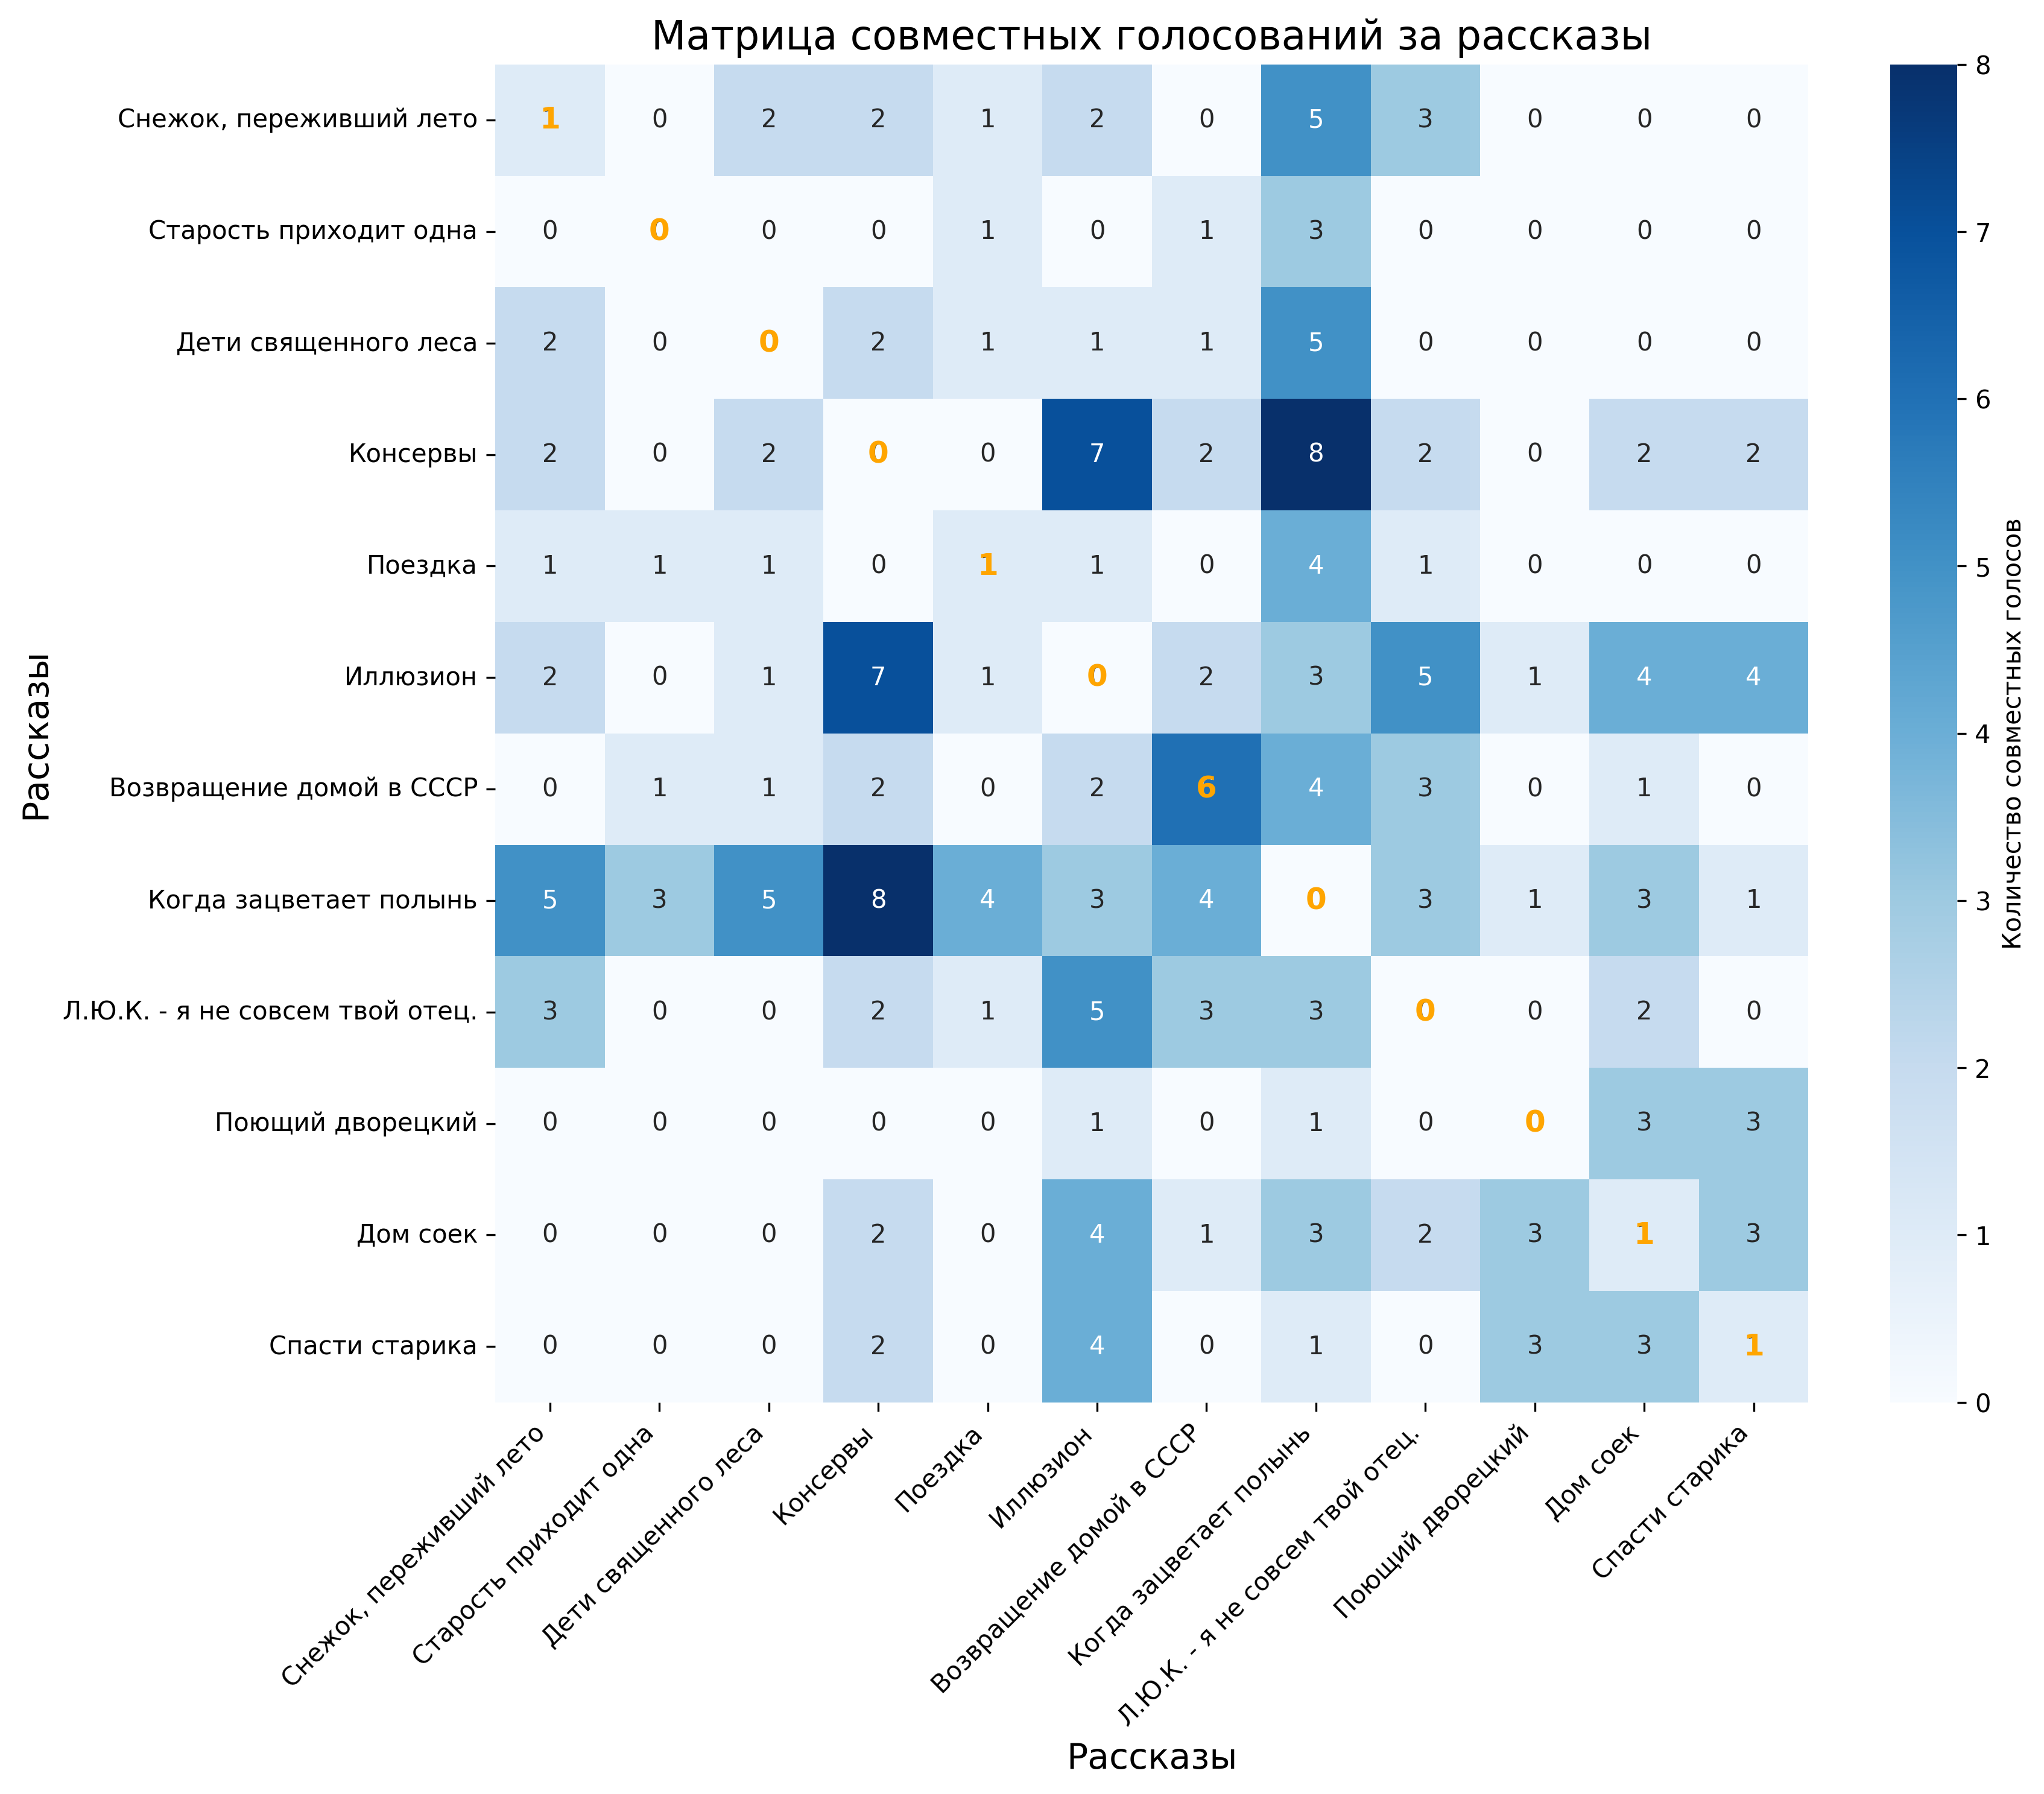 Матрица совместных голосований за рассказы
Снежок, переживший лето 1 0 2 2 1 2 0 5 3 0 0 0
Старость приходит одна 0 0 0 0 1 0 1 3 0 0 0 0
Дети священного леса 2 0 0 2 1 1 1 5 0 0 0 0
Консервы 2 0 2 0 0 7 2 8 2 0 2 2
Поездка 1 1 1 0 1 1 0 4 1 0 0 0
Иллюзион 2 0 1 7 1 0 2 3 5 1 4 4
Возвращение домой в СССР 0 1 1 2 0 2 6 4 3 0 1 0
Когда зацветает полынь 5 3 5 8 4 3 4 0 3 1 3 1
Л.Ю.К. - я не совсем твой отец. 3 0 0 2 1 5 3 3 0 0 2 0
Поющий дворецкий 0 0 0 0 0 1 0 1 0 0 3 3
Дом соек 0 0 0 2 0 4 1 3 2 3 1 3
Спасти старика 0 0 0 2 0 4 0 1 0 3 3 1
Рассказы
Снежок, переживший лето
Старость приходит одна
Дети священного леса
Консервы
Поездка
Иллюзион
Возвращение домой в СССР
Когда зацветает полынь
Л.Ю.К. - я не совсем твой отец.
Поющий дворецкий
Дом соек
Спасти старика
Рассказы
8
7
6
5
4
3
2
1
0
Количество совместных голосов